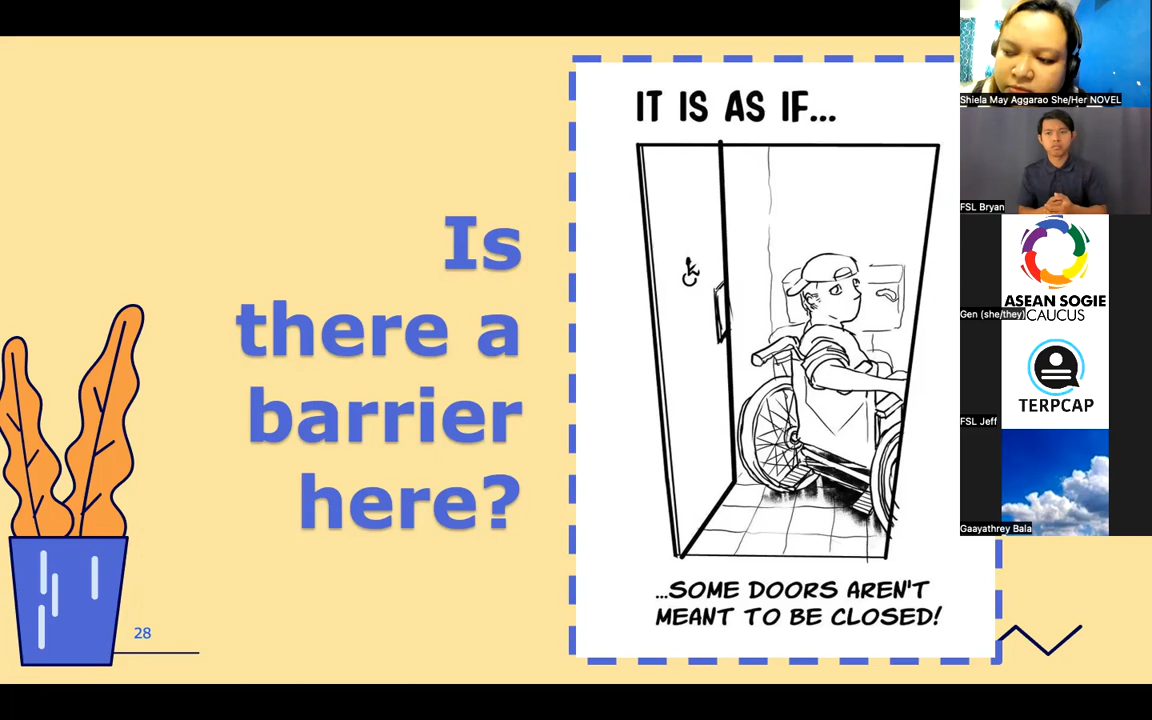 Is
there a
barrier
here?
28
IT IS AS IF...
...SOME DOORS AREN'T
MEANT TO BE CLOSED!
Shiela May Aggarao She/Her NOVEL
FSL Bryan
ASEAN SOGIE
CAUCUS
Gen (she/they)
TERPCAP
FSL Jeff
Gaayathrey Bala